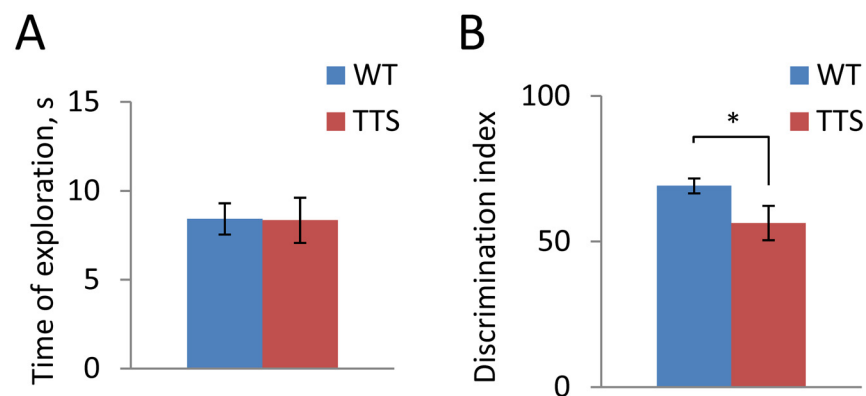 A
WT
TTS
Time of exploration, s
15
10
5
0
B
WT
TTS
Discrimination index
100
50
0
*